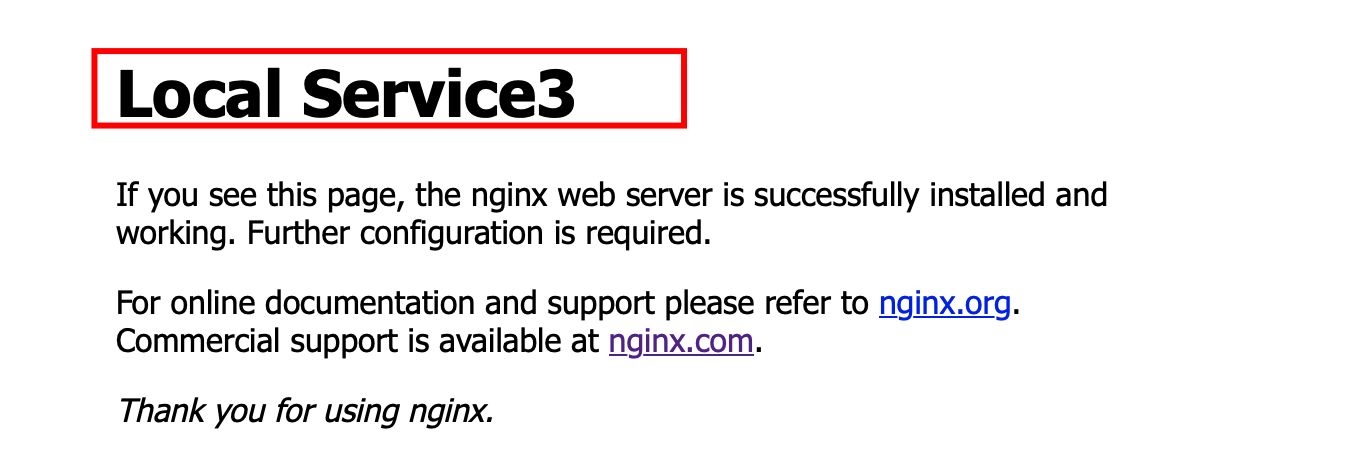 Local Service3
If you see this page, the nginx web server is successfully installed and
working. Further configuration is required.
For online documentation and support please refer to nginx.org.
Commercial support is available at nginx.com.
Thank you for using nginx.